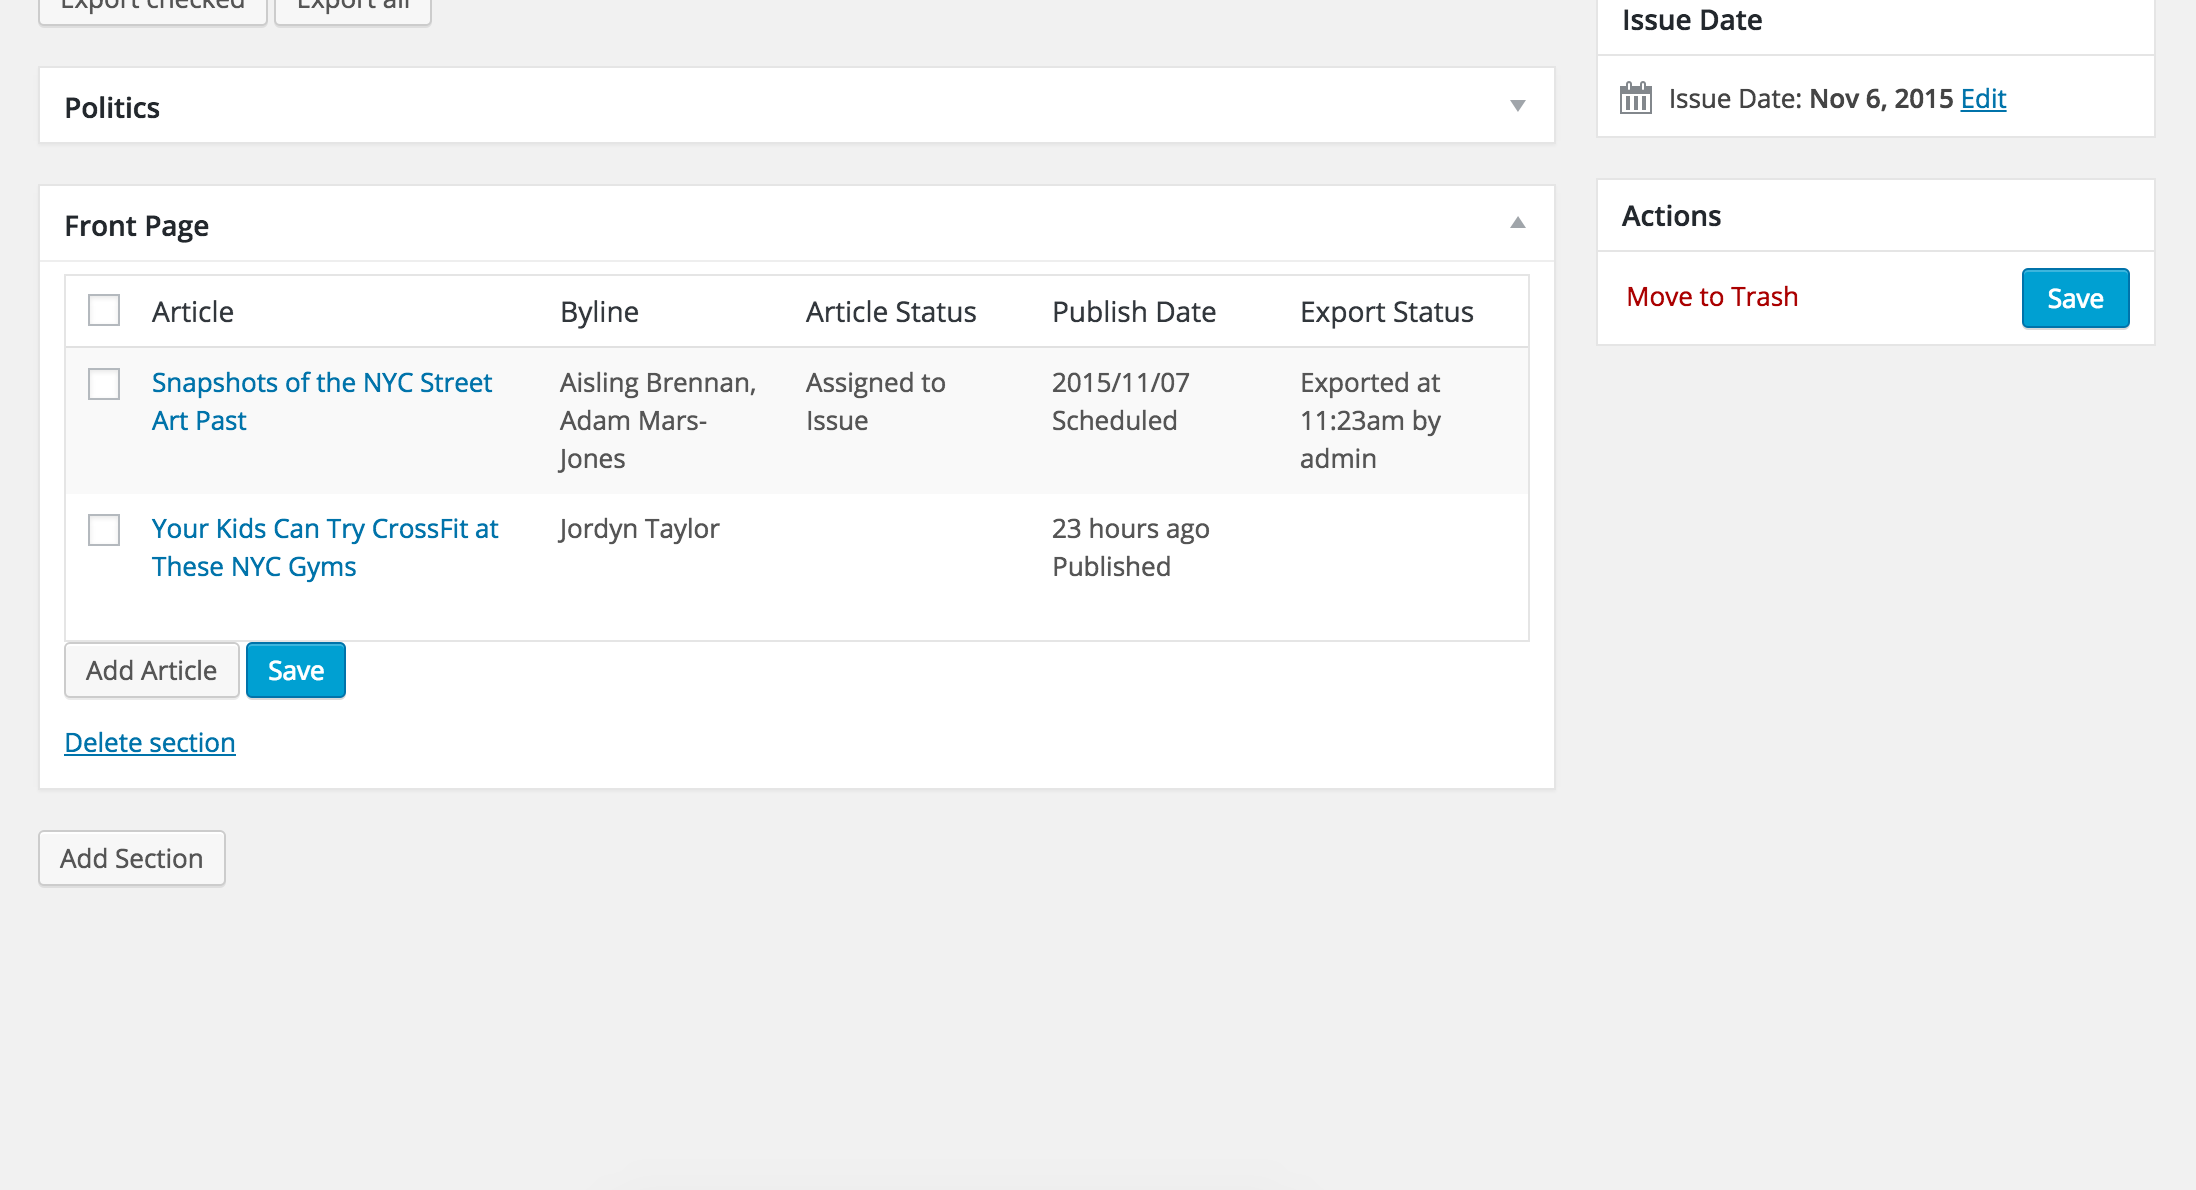 Export checked
Export all
Politics
Front Page
Article
Byline
Article Status
Publish Date
Export Status
Snapshots of the NYC Street
Art Past
Aisling Brennan,
Adam Mars-
Jones
Assigned to
Issue
2015/11/07
Scheduled
Exported at
11:23am by
admin
Your Kids Can Try CrossFit at
These NYC Gyms
Jordyn Taylor
23 hours ago
Published
Add Article
Save
Delete section
Add Section
Issue Date
Issue Date: Nov 6, 2015 Edit
Actions
Move to Trash
Save